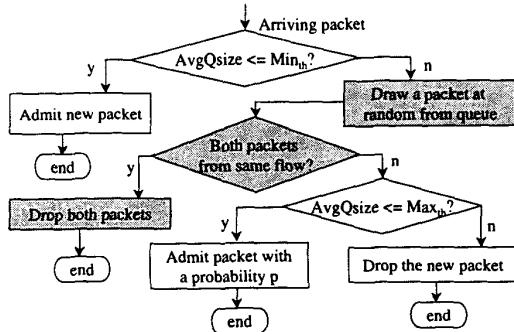 Arriving packet
AvgQsize <= Minth?
y
n
Admit new packet
Draw a packet at
random from queue
end
Both packets
from same flow?
y
n
Drop both packets
AvgQsize <= Maxth?
y
n
end
Admit packet with
a probability p
Drop the new packet
end
end